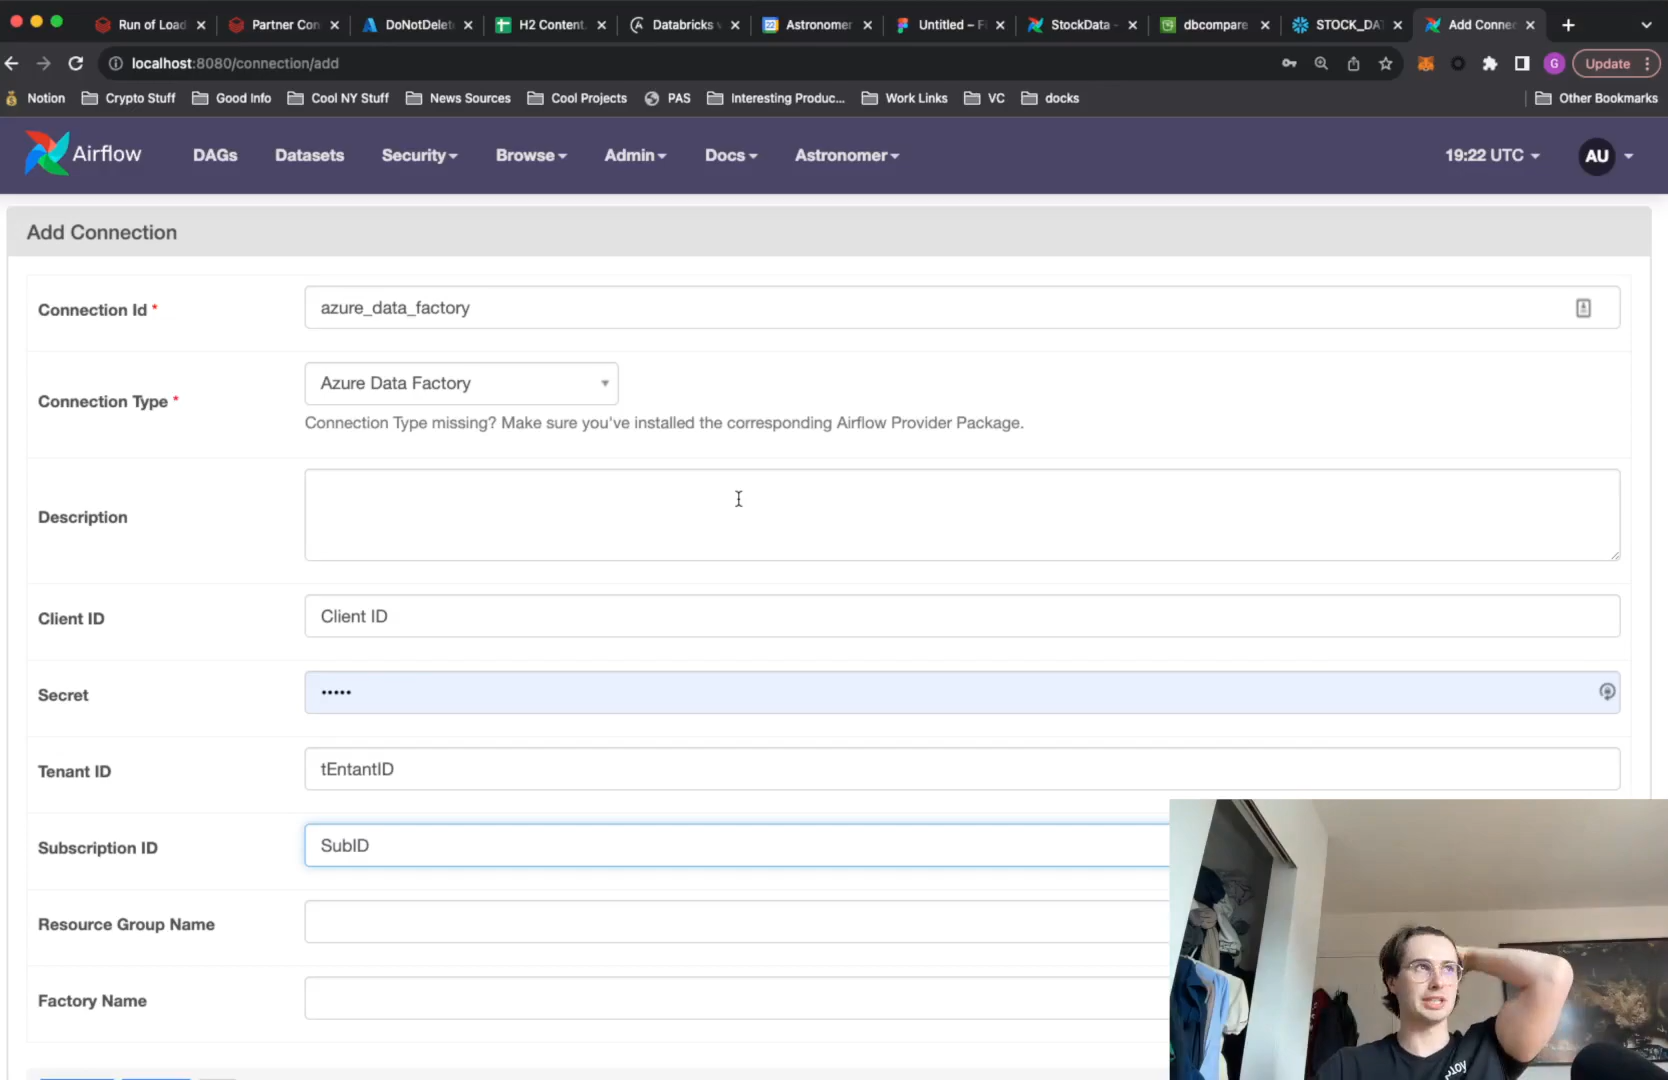 Run of Load
Partner Con
DoNotDelet
H2 Content,
Databricks
Astronomer
Untitled – Fi
StockData -
dbcompare
STOCK_DA
Add Connec
localhost:8080/connection/add
G
Update
Notion
Crypto Stuff
Good Info
Cool NY Stuff
News Sources
Cool Projects
PAS
Interesting Produc...
Work Links
VC
docks
Other Bookmarks
Airflow
DAGs
Datasets
Security
Browse
Admin
Docs
Astronomer
19:22 UTC
AU
Add Connection
Connection Id *
azure_data_factory
Connection Type *
Azure Data Factory
Connection Type missing? Make sure you've installed the corresponding Airflow Provider Package.
Description
Client ID
Client ID
Secret
•••••
Tenant ID
tEntantID
Subscription ID
SubID
Resource Group Name
Factory Name